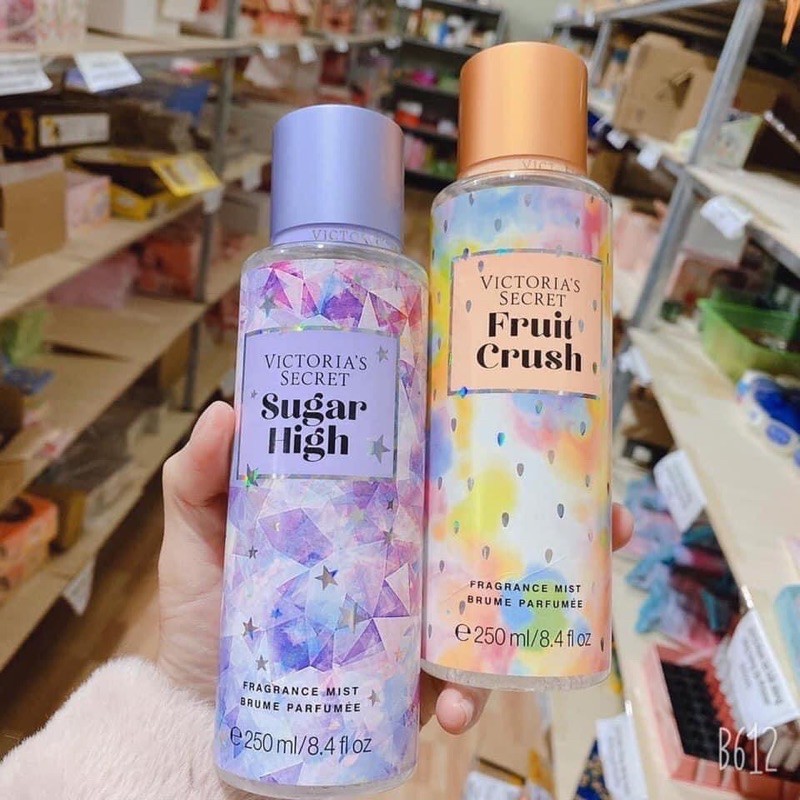 VICTORIA'S
SECRET
Sugar
High
FRAGRANCE MIST
BRUME PARFUMÉE
℮ 250 ml/8.4 fl oz
VICTORIA'S
SECRET
Fruit
Crush
FRAGRANCE MIST
BRUME PARFUMÉE
℮ 250 ml/8.4 fl oz
B612